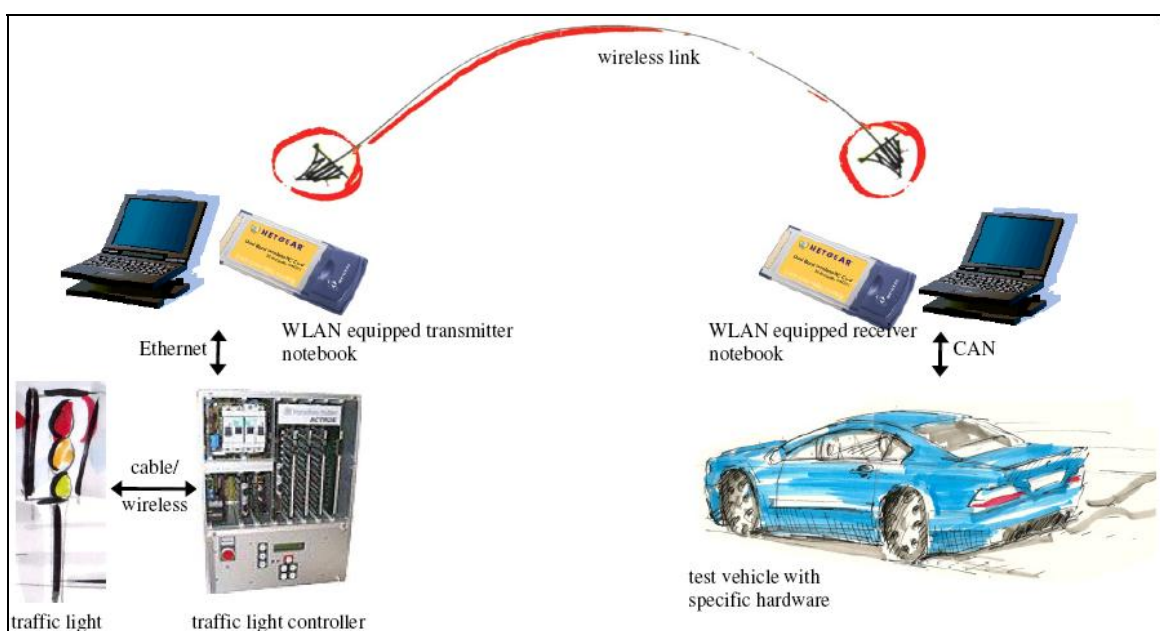 wireless link
NETGEAR
NETGEAR
WLAN equipped transmitter
notebook
WLAN equipped receiver
notebook
Ethernet
CAN
cable/
wireless
ACTROS
test vehicle with
specific hardware
traffic light
traffic light controller